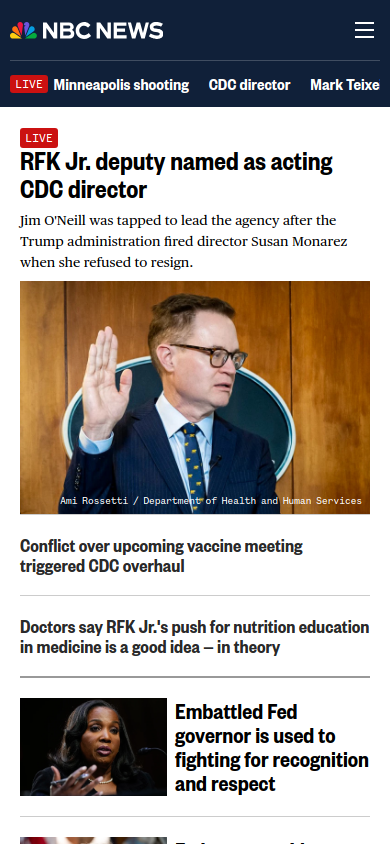 NBC NEWS
LIVE Minneapolis shooting CDC director Mark Teixe
LIVE
RFK Jr. deputy named as acting
CDC director
Jim O'Neill was tapped to lead the agency after the
Trump administration fired director Susan Monarez
when she refused to resign.
Ami Rossetti / Department of Health and Human Services
Conflict over upcoming vaccine meeting
triggered CDC overhaul
Doctors say RFK Jr.'s push for nutrition education
in medicine is a good idea — in theory
Embattled Fed
governor is used to
fighting for recognition
and respect